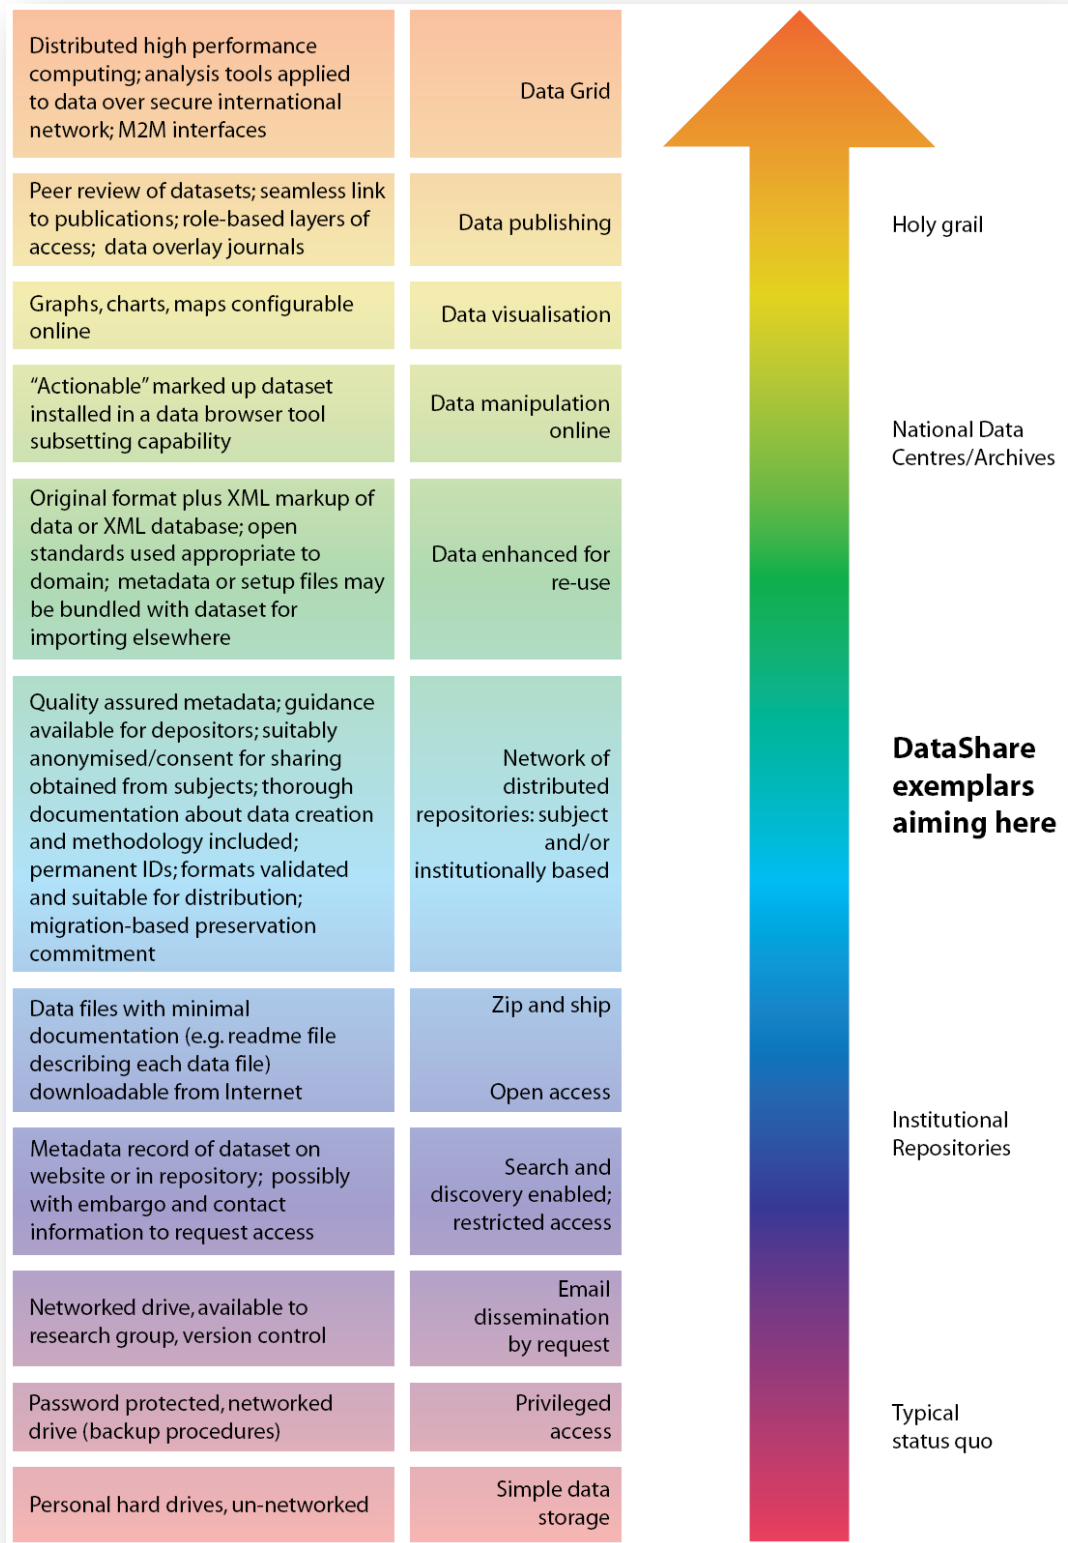 Distributed high performance
computing; analysis tools applied
to data over secure international
network; M2M interfaces
Data Grid
Peer review of datasets; seamless link
to publications; role-based layers of
access; data overlay journals
Data publishing
Holy grail
Graphs, charts, maps configurable
online
Data visualisation
“Actionable” marked up dataset
installed in a data browser tool
subsetting capability
Data manipulation
online
National Data
Centres/Archives
Original format plus XML markup of
data or XML database; open
standards used appropriate to
domain; metadata or setup files may
be bundled with dataset for
importing elsewhere
Data enhanced for
re-use
Quality assured metadata; guidance
available for depositors; suitably
anonymised/consent for sharing
obtained from subjects; thorough
documentation about data creation
and methodology included;
permanent IDs; formats validated
and suitable for distribution;
migration-based preservation
commitment
Network of
distributed
repositories: subject
and/or
institutionally based
DataShare
exemplars
aiming here
Data files with minimal
documentation (e.g. readme file
describing each data file)
downloadable from Internet
Zip and ship
Open access
Metadata record of dataset on
website or in repository; possibly
with embargo and contact
information to request access
Search and
discovery enabled;
restricted access
Institutional
Repositories
Networked drive, available to
research group, version control
Email
dissemination
by request
Password protected, networked
drive (backup procedures)
Privileged
access
Typical
status quo
Personal hard drives, un-networked
Simple data
storage